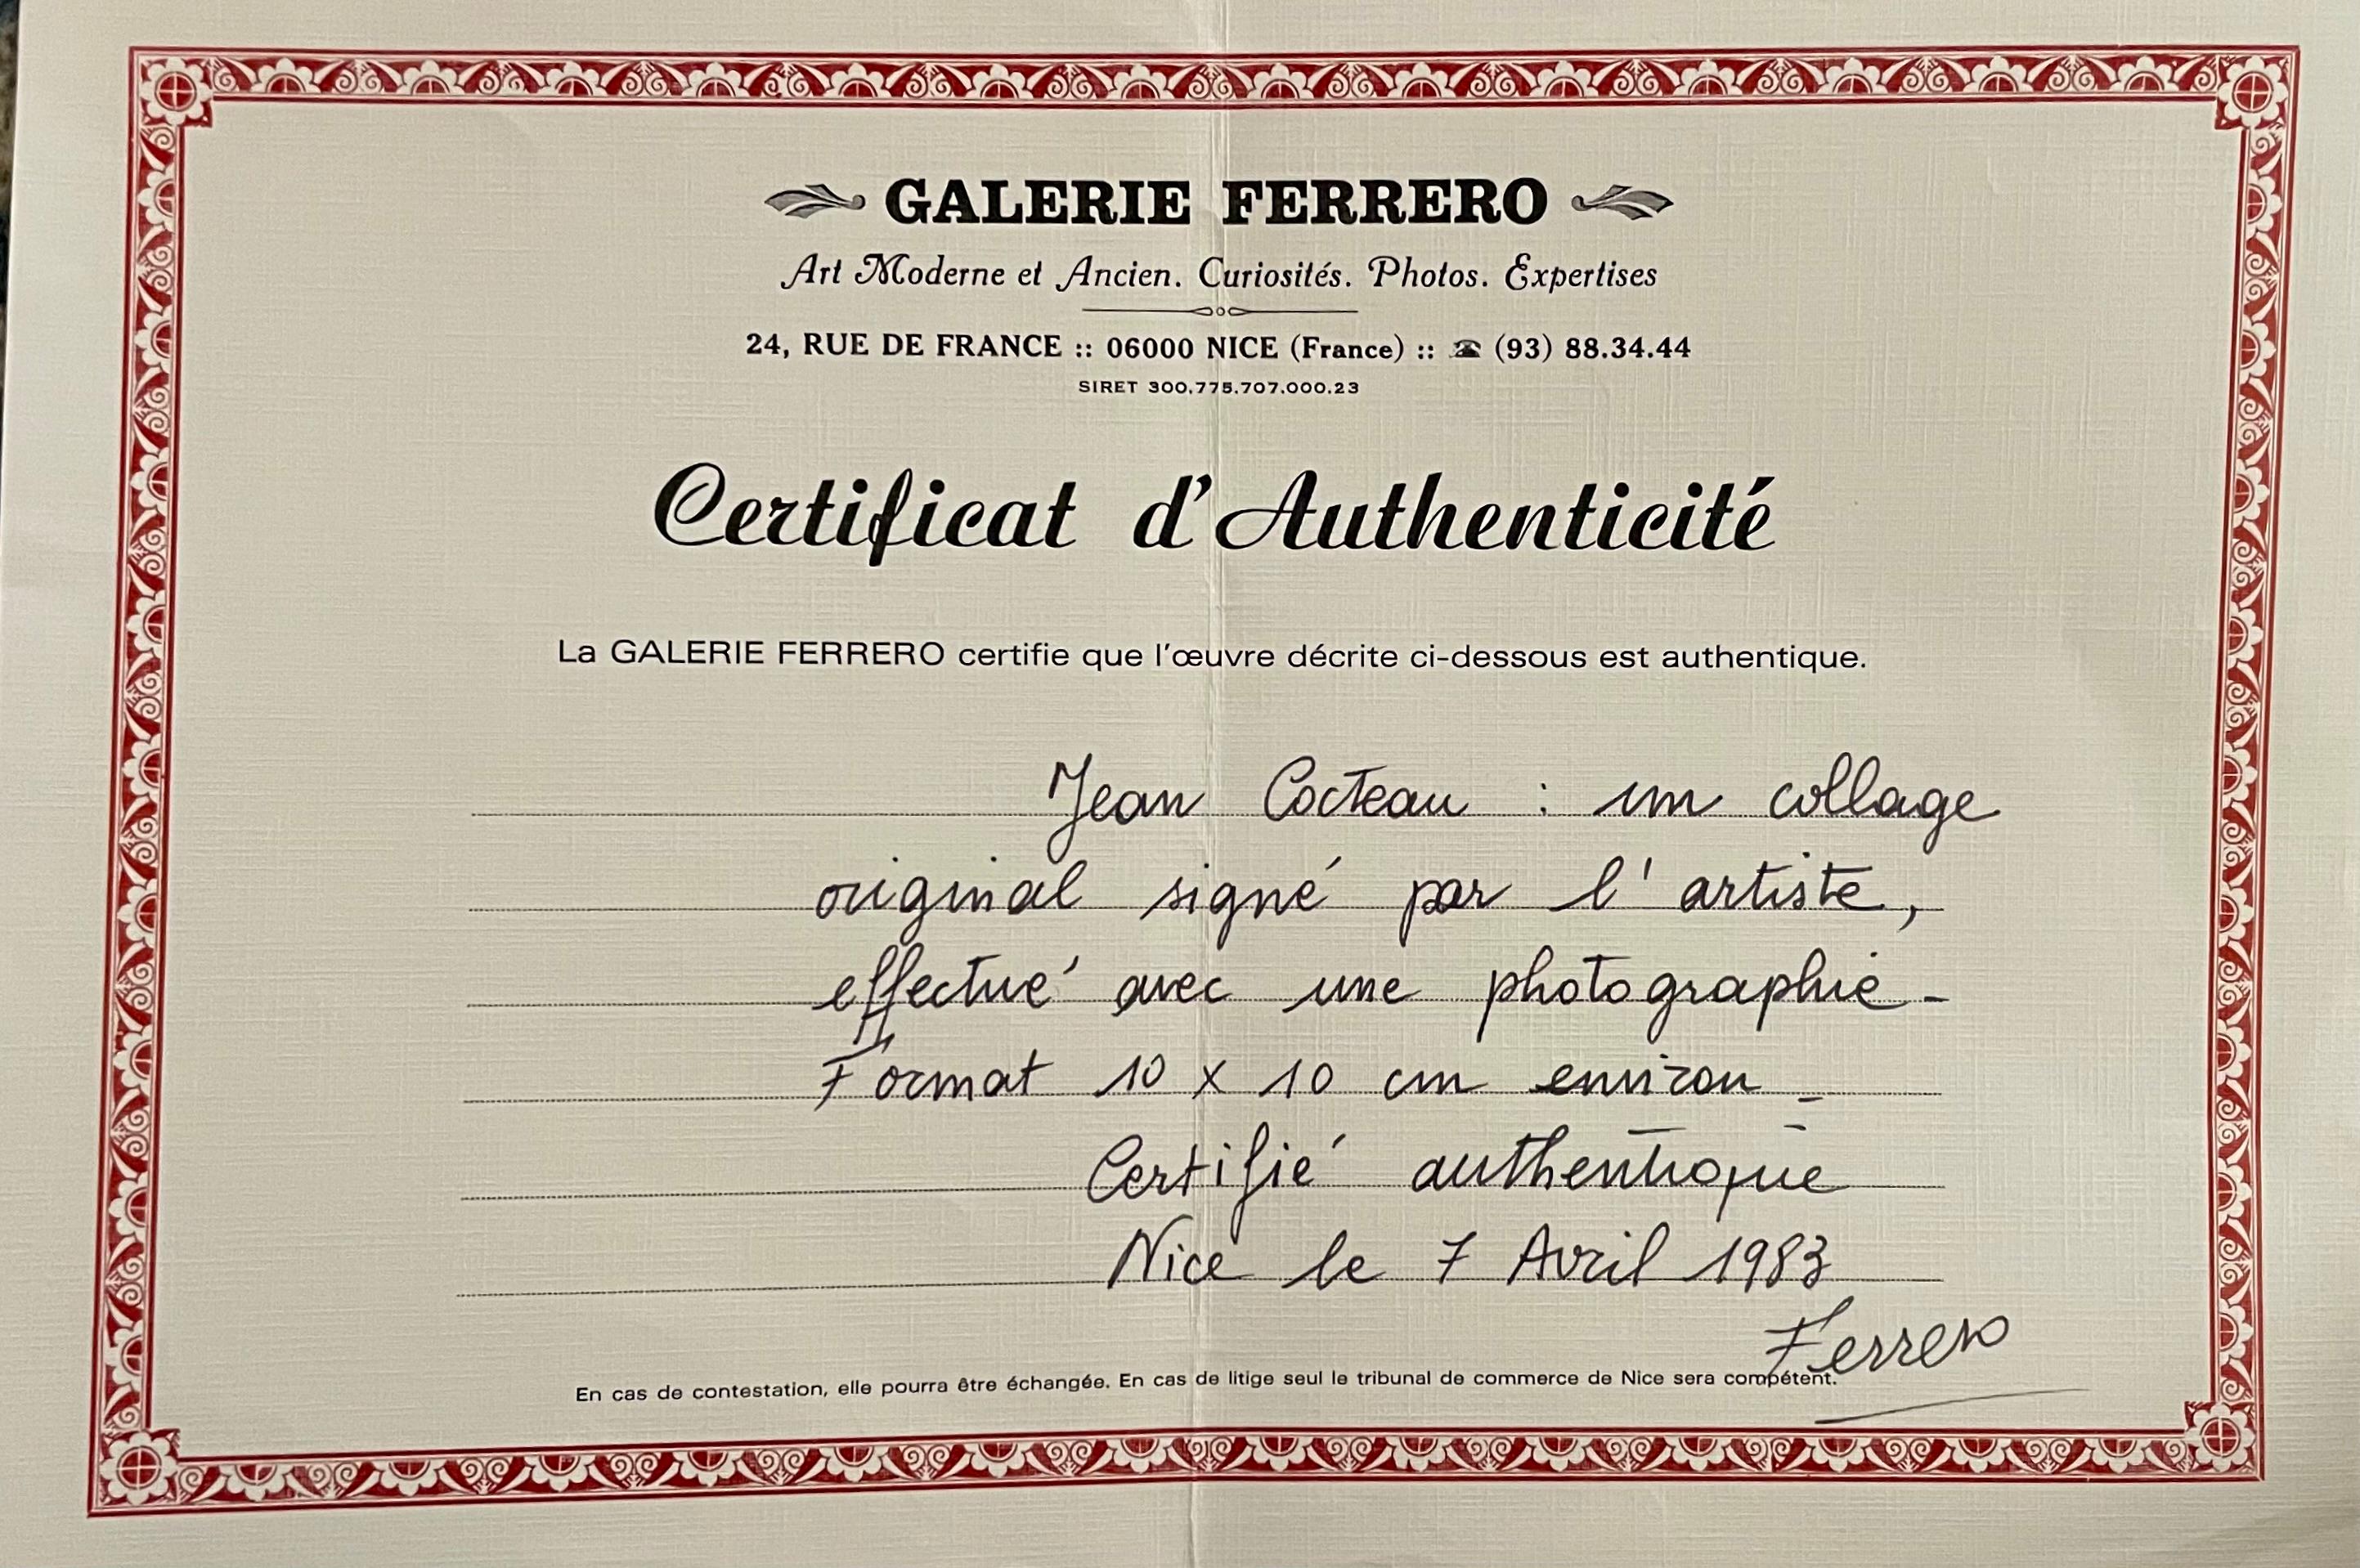 GALERIE FERRERO
Art Moderne et Ancien. Curiosités. Photos. Expertises
24, RUE DE FRANCE :: 06000 NICE (France) :: ☎ (93) 88.34.44
SIRET 300.775.707.000.23
Certificat d'Authenticité
La GALERIE FERRERO certifie que l'œuvre décrite ci-dessous est authentique.
Jean Cocteau : un collage
original signé par l'artiste,
effectué avec une photographie -
Format 10 x 10 cm environ -
Certifié authentique
Nice le 7 Avril 1983
Ferrero
En cas de contestation, elle pourra être échangée. En cas de litige seul le tribunal de commerce de Nice sera compétent.